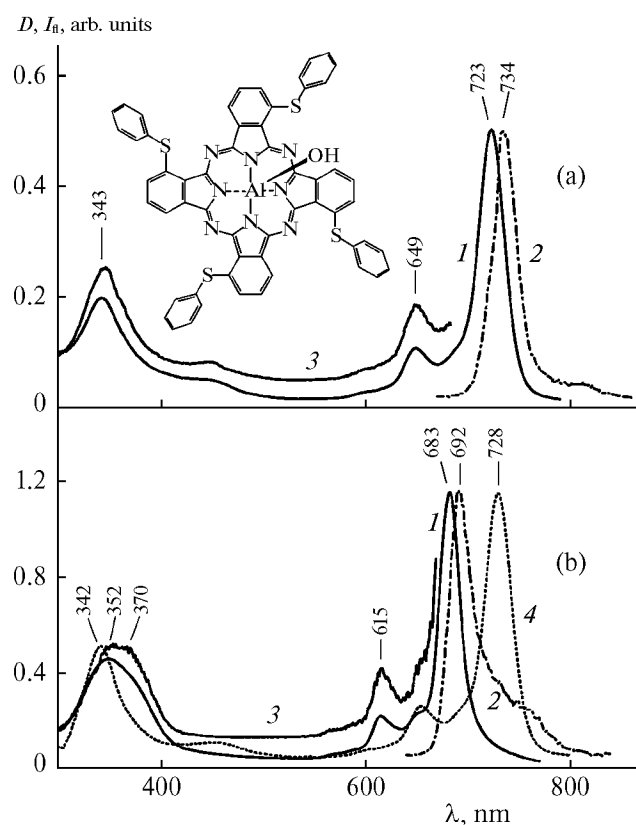 D, I_fl, arb. units
723
734
(a)
0.6
0.4
0.2
0
343
649
1
2
3
S
S
S
S
N
N
N
N
N
N
N
N
Al
OH
683
692
728
(b)
1.2
0.8
0.4
0
342
352
370
615
1
2
3
4
400
600
800
λ, nm